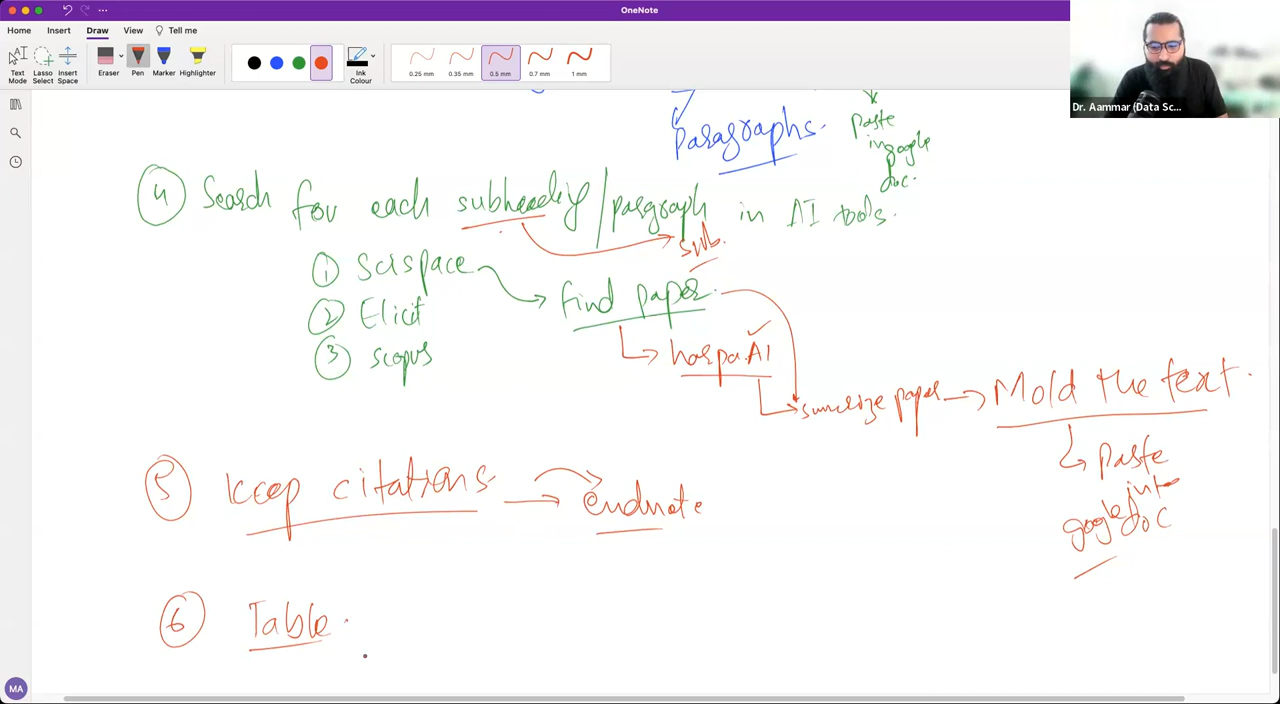 OneNote
Home Insert Draw View Tell me
Text Mode
Lasso Select
Insert Space
Eraser
Pen
Marker
Highlighter
0.25 mm
0.35 mm
0.5 mm
0.7 mm
1 mm
Ink Colour
Dr. Aammar (Data Sc...
Paragraphs.
paste
in
google
doc.
4 Search for each subheading/paragraph in AI tools.
sub.
1 Scispace
Find paper.
2 Elicit
3 scopus
harpa.AI
sumrize paper
Mold the text.
paste
into
google doc
5 keep citations
endnote
6 Table.
MA